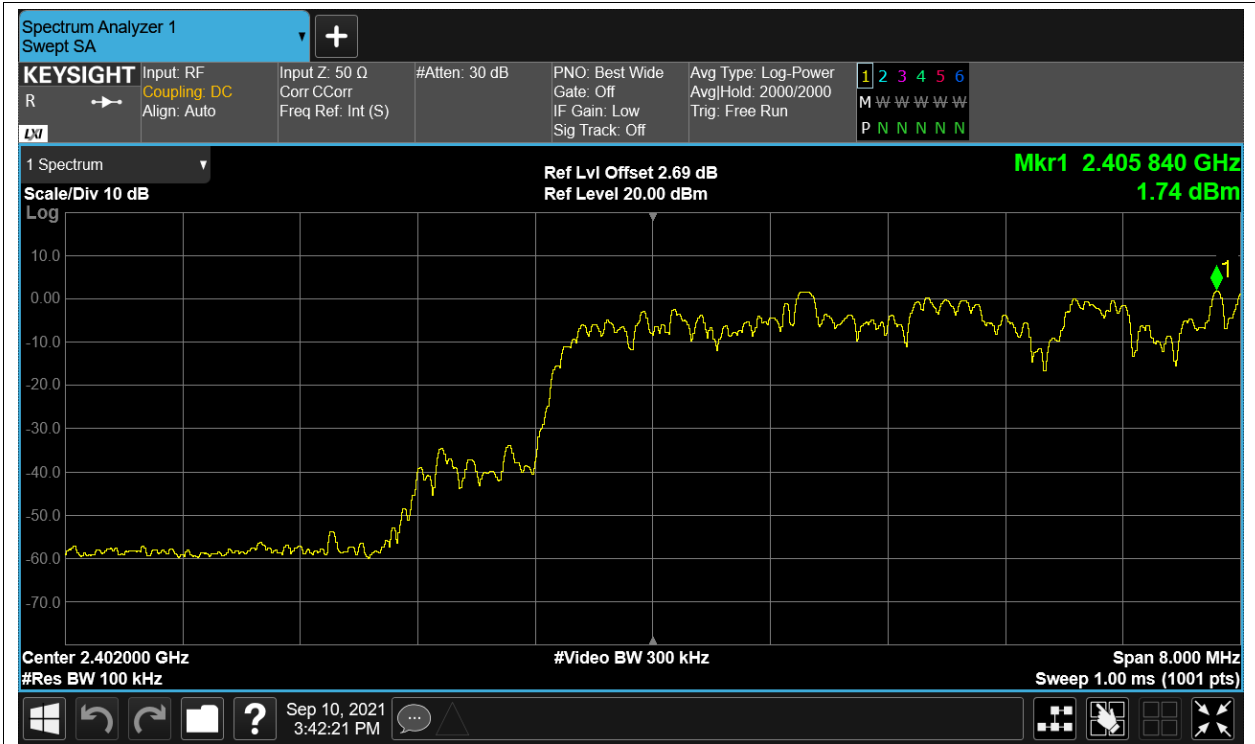 Spectrum Analyzer 1
Swept SA
KEYSIGHT
R
LXI
Input: RF
Coupling: DC
Align: Auto
Input Z: 50 Ω
Corr CCorr
Freq Ref: Int (S)
#Atten: 30 dB
PNO: Best Wide
Gate: Off
IF Gain: Low
Sig Track: Off
Avg Type: Log-Power
Avg|Hold: 2000/2000
Trig: Free Run
1 2 3 4 5 6
M W W W W W
P N N N N N
1 Spectrum
Scale/Div 10 dB
Log
Ref Lvl Offset 2.69 dB
Ref Level 20.00 dBm
Mkr1 2.405 840 GHz
1.74 dBm
1
10.0
0.00
-10.0
-20.0
-30.0
-40.0
-50.0
-60.0
-70.0
Center 2.402000 GHz
#Res BW 100 kHz
#Video BW 300 kHz
Span 8.000 MHz
Sweep 1.00 ms (1001 pts)
?
Sep 10, 2021
3:42:21 PM